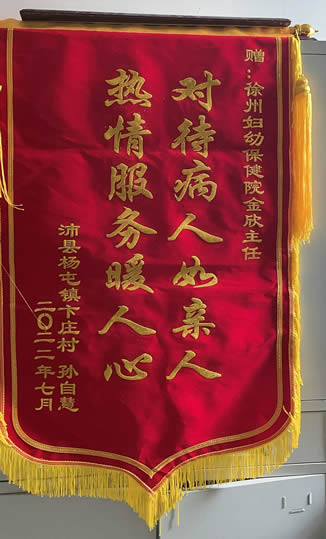 赠：徐州妇幼保健院金欣主任
对待病人如亲人
热情服务暖人心
沛县杨屯镇卞庄村 孙自慧
二〇二二年七月